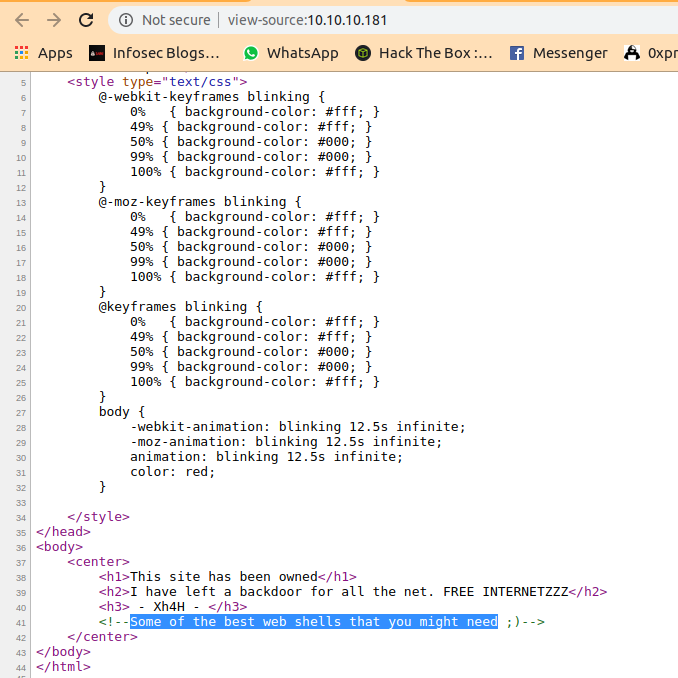 Not secure | view-source:10.10.10.181
Apps Infosec Blogs... WhatsApp Hack The Box :... Messenger 0xpr
5 <style type="text/css">
6 @-webkit-keyframes blinking {
7 0% { background-color: #fff; }
8 49% { background-color: #fff; }
9 50% { background-color: #000; }
10 99% { background-color: #000; }
11 100% { background-color: #fff; }
12 }
13 @-moz-keyframes blinking {
14 0% { background-color: #fff; }
15 49% { background-color: #fff; }
16 50% { background-color: #000; }
17 99% { background-color: #000; }
18 100% { background-color: #fff; }
19 }
20 @keyframes blinking {
21 0% { background-color: #fff; }
22 49% { background-color: #fff; }
23 50% { background-color: #000; }
24 99% { background-color: #000; }
25 100% { background-color: #fff; }
26 }
27 body {
28 -webkit-animation: blinking 12.5s infinite;
29 -moz-animation: blinking 12.5s infinite;
30 animation: blinking 12.5s infinite;
31 color: red;
32 }
33
34 </style>
35 </head>
36 <body>
37 <center>
38 <h1>This site has been owned</h1>
39 <h2>I have left a backdoor for all the net. FREE INTERNETZZZ</h2>
40 <h3> - Xh4H - </h3>
41 <!--Some of the best web shells that you might need ;)-->
42 </center>
43 </body>
44 </html>